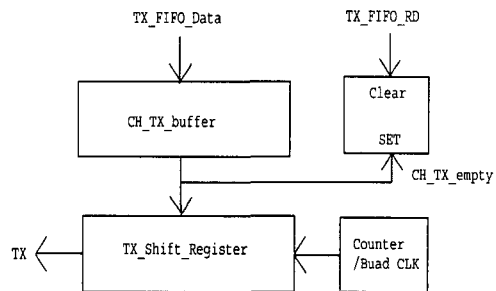 TX_FIFO_Data
TX_FIFO_RD
CH_TX_buffer
Clear
SET
CH_TX_empty
TX
TX_Shift_Register
Counter
/Buad CLK